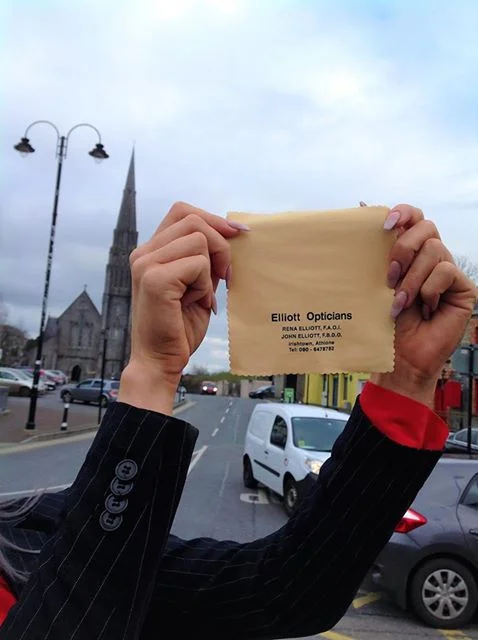 Elliott Opticians
RENA ELLIOTT, F.A.O.I.
JOHN ELLIOTT, F.B.D.O.
Irishtown, Athlone
Tel: 090 - 6478782